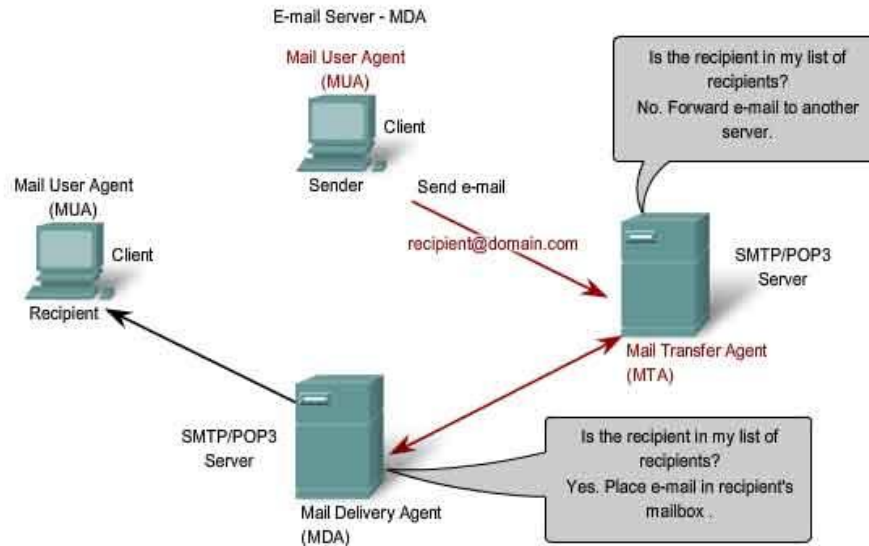 E-mail Server - MDA
Mail User Agent
(MUA)
Client
Sender
Is the recipient in my list of
recipients?
No. Forward e-mail to another
server.
Mail User Agent
(MUA)
Client
Recipient
Send e-mail
recipient@domain.com
SMTP/POP3
Server
Mail Transfer Agent
(MTA)
SMTP/POP3
Server
Mail Delivery Agent
(MDA)
Is the recipient in my list of
recipients?
Yes. Place e-mail in recipient's
mailbox .